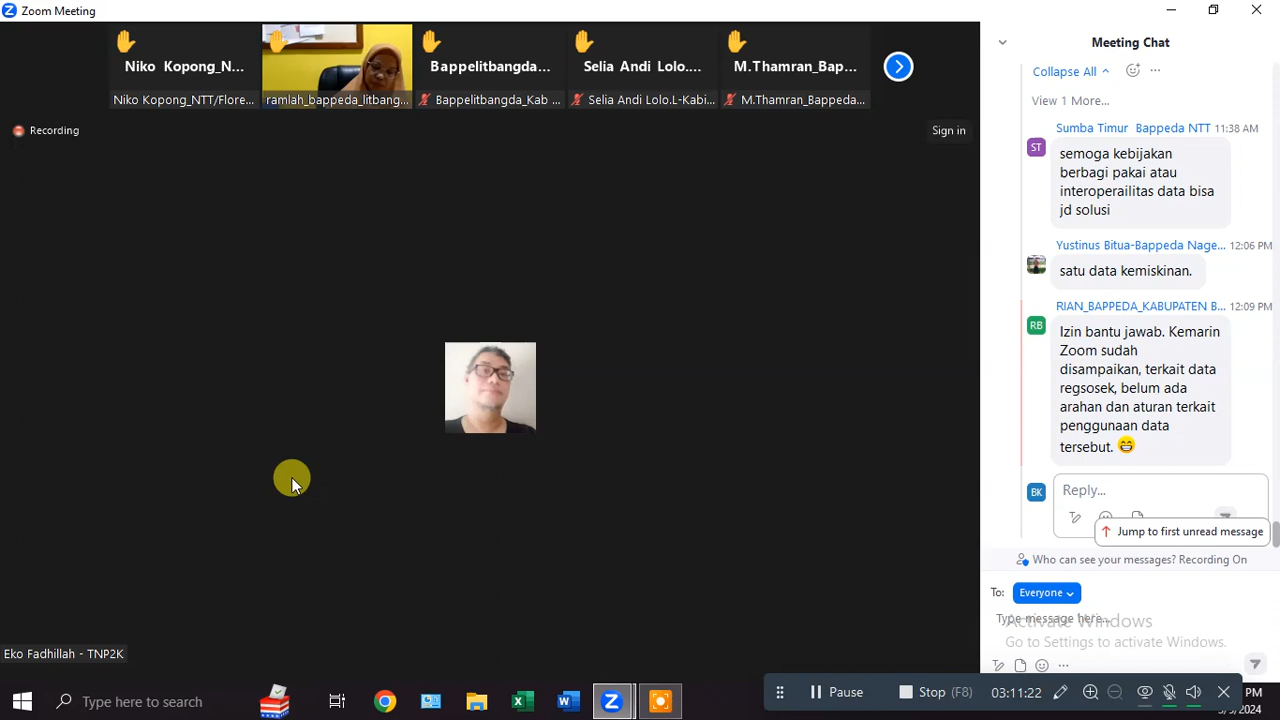 Zoom Meeting
Niko Kopong_N...
Bappelitbangda...
Selia Andi Lolo....
M.Thamran_Bap...
Niko Kopong_NTT/Flore...
ramlah_bappeda_litbang...
Bappelitbangda_Kab ...
Selia Andi Lolo.L-Kabi...
M.Thamran_Bappeda...
Recording
Sign in
Eko Fadhillah - TNP2K
Meeting Chat
Collapse All
View 1 More...
Sumba Timur Bappeda NTT 11:38 AM
ST
semoga kebijakan
berbagi pakai atau
interoperailitas data bisa
jd solusi
Yustinus Bitua-Bappeda Nage... 12:06 PM
satu data kemiskinan.
RIAN_BAPPEDA_KABUPATEN B... 12:09 PM
RB
Izin bantu jawab. Kemarin
Zoom sudah
disampaikan, terkait data
regsosek, belum ada
arahan dan aturan terkait
penggunaan data
tersebut. 😁
BK
Reply...
Jump to first unread message
Who can see your messages? Recording On
To: Everyone
Type message here...
Activate Windows
Go to Settings to activate Windows.
Type here to search
Pause
Stop (F8)
03:11:22
PM
/2024